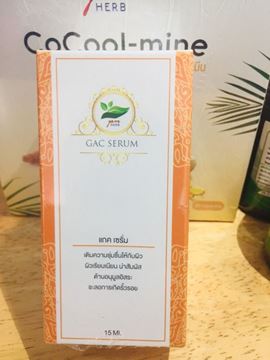 7 HERB
CoCool-mine
GAC SERUM
แกค เซรั่ม
เติมความชุ่มชื้นให้กับผิว
ผิวเรียบเนียน น่าสัมผัส
ต้านอนุมูลอิสระ
ชะลอการเกิดริ้วรอย
15 Ml.